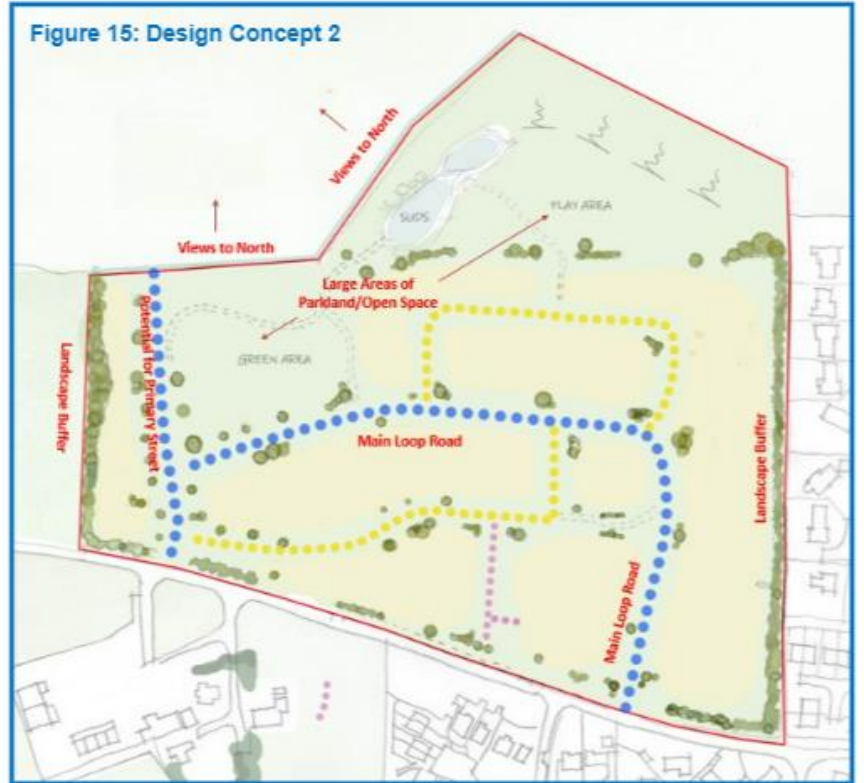 Figure 15: Design Concept 2
Views to North
Views to North
SUDS
PLAY AREA
Large Areas of
Parkland/Open Space
Potential for Primary Street
Landscape Buffer
GREEN AREA
Main Loop Road
Landscape Buffer
Main Loop Road